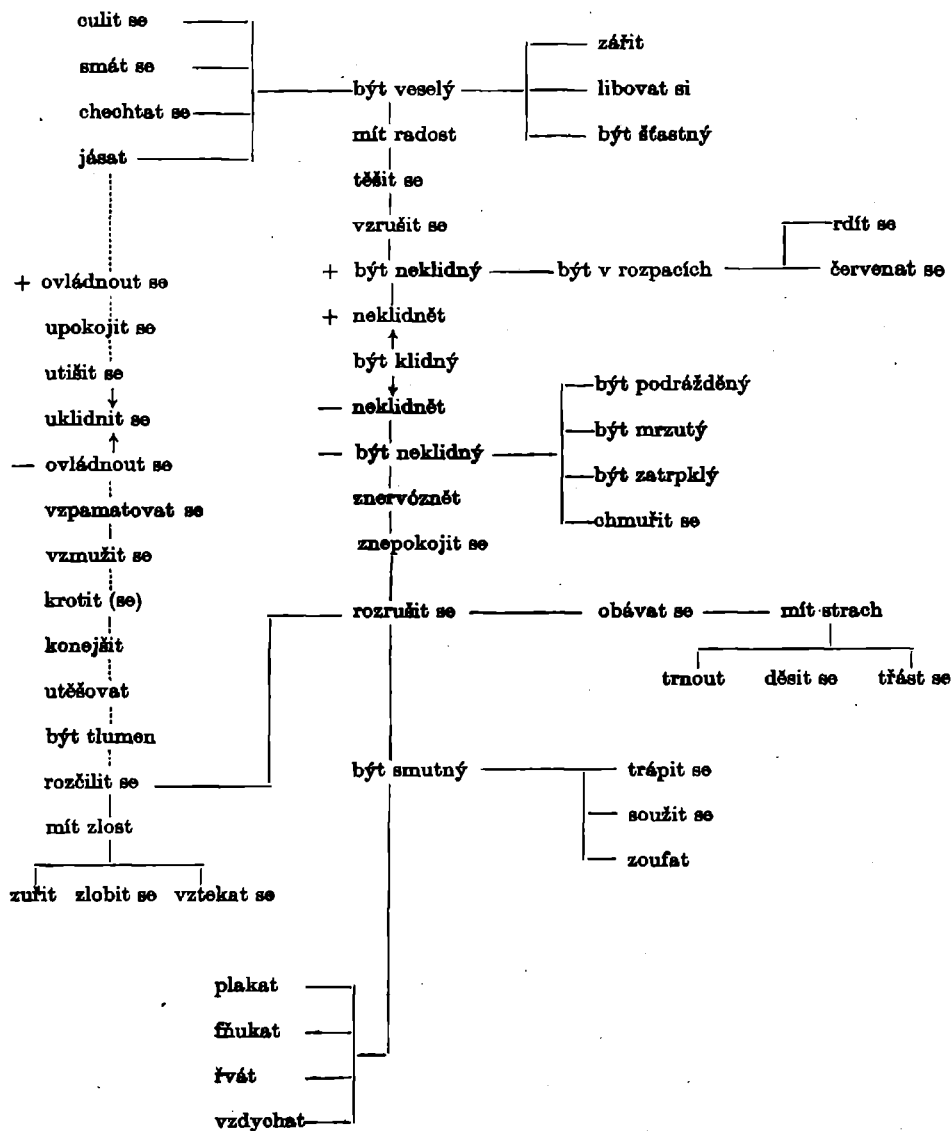 culit se
smát se
chechtat se
jásat
být veselý
zářit
libovat si
být šťastný
mít radost
těšit se
vzrušit se
+ být neklidný
být v rozpacích
rdít se
červenat se
+ neklidnět
být klidný
+ ovládnout se
upokojit se
utišit se
uklidnit se
— ovládnout se
vzpamatovat se
vzmužit se
krotit (se)
konejšit
utěšovat
být tlumen
rozčilit se
mít zlost
zuřit zlobit se vztekat se
— neklidnět
— být neklidný
být podrážděný
být mrzutý
být zatrpklý
chmuřit se
znervóznět
znepokojit se
rozrušit se
obávat se
mít strach
trnout děsit se třást se
být smutný
trápit se
soužit se
zoufat
plakat
fňukat
řvát
vzdychat